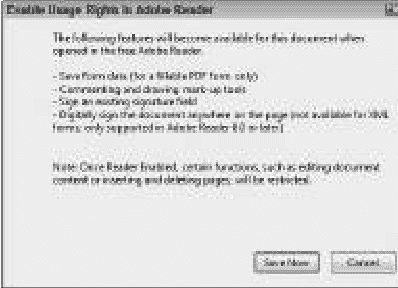 Enable Usage Rights in Adobe Reader
The following features will become available for this document when
opened in the free Adobe Reader.
- Save form data (for a fillable PDF form only)
- Commenting and drawing mark-up tools
- Sign an existing signature field
- Digitally sign the document anywhere on the page (not available for XML
forms; only supported in Adobe Reader 8.0 or later)
Note: Once Reader Enabled, certain functions, such as editing document
content or inserting and deleting pages, will be restricted.
Save Now Cancel